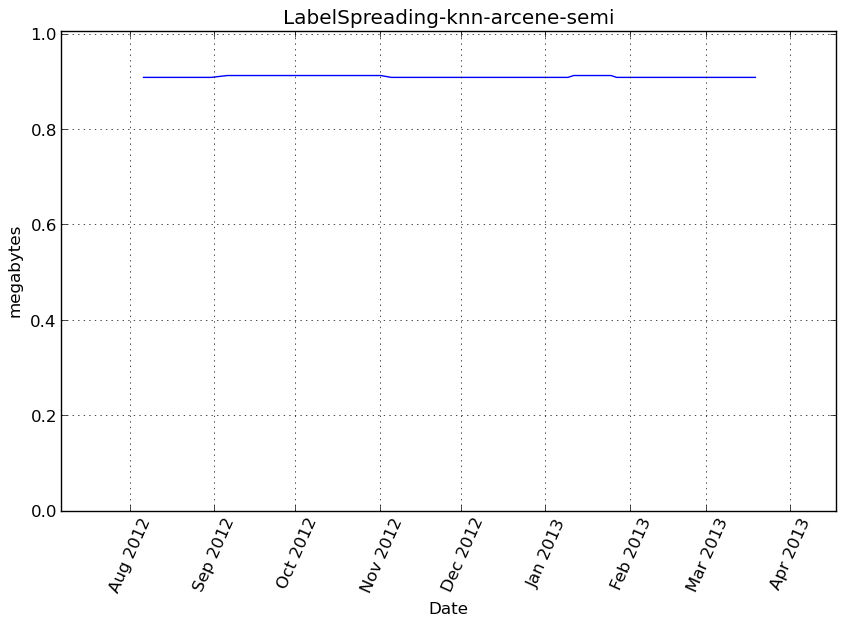 LabelSpreading-knn-arcene-semi
1.0
0.8
0.6
0.4
0.2
0.0
megabytes
Aug 2012
Sep 2012
Oct 2012
Nov 2012
Dec 2012
Jan 2013
Feb 2013
Mar 2013
Apr 2013
Date